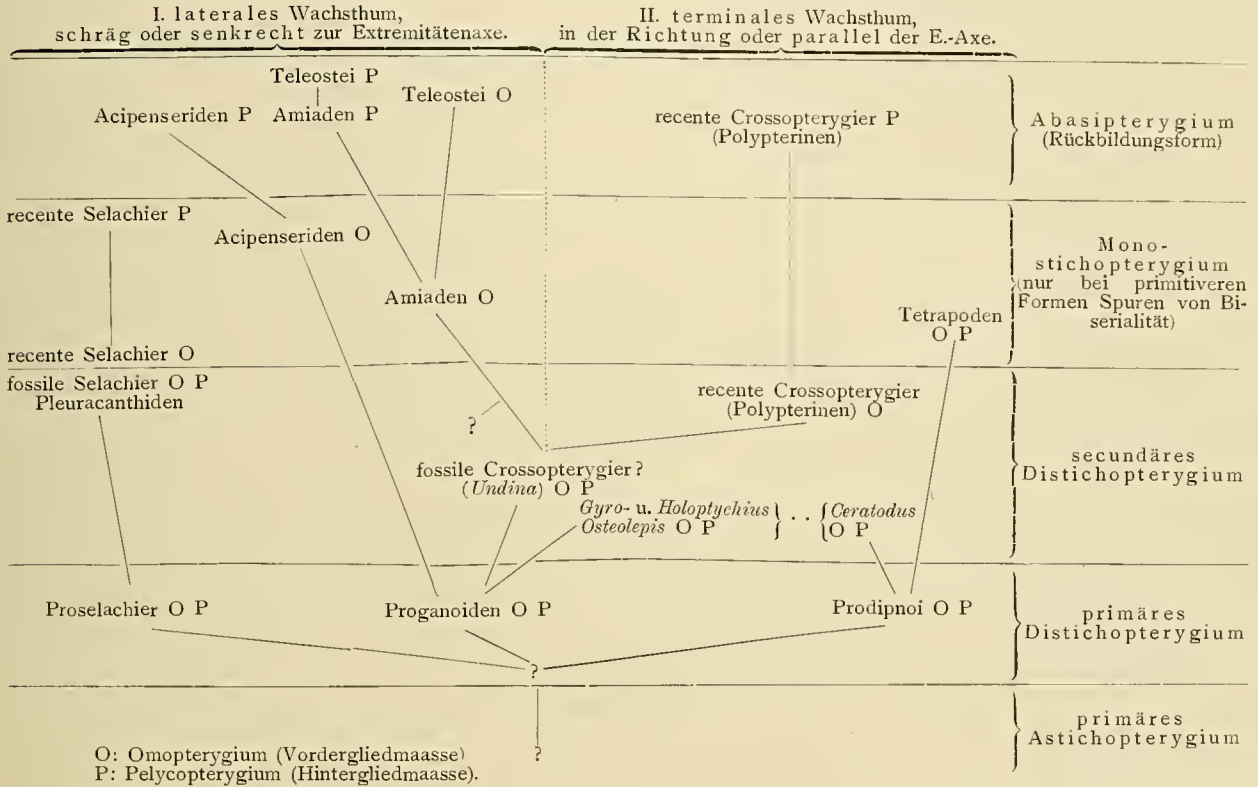 I. laterales Wachsthum,
schräg oder senkrecht zur Extremitätenaxe.
II. terminales Wachsthum,
in der Richtung oder parallel der E.-Axe.
Teleostei P
Teleostei O
Acipenseriden P
Amiaden P
recente Crossopterygier P
(Polypterinen)
Abasipterygium
(Rückbildungsform)
recente Selachier P
Acipenseriden O
Amiaden O
Tetrapoden
O P
Mono-
stichopterygium
(nur bei primitiveren
Formen Spuren von Bi-
serialität)
recente Selachier O
fossile Selachier O P
Pleuracanthiden
recente Crossopterygier
(Polypterinen) O
?
fossile Crossopterygier?
(Undina) O P
Gyro- u. Holoptychius
Osteolepis O P
. .
Ceratodus
O P
secundäres
Distichopterygium
Proselachier O P
Proganoiden O P
Prodipnoi O P
primäres
Distichopterygium
?
?
primäres
Astichopterygium
O: Omopterygium (Vordergliedmaasse)
P: Pelycopterygium (Hintergliedmaasse).